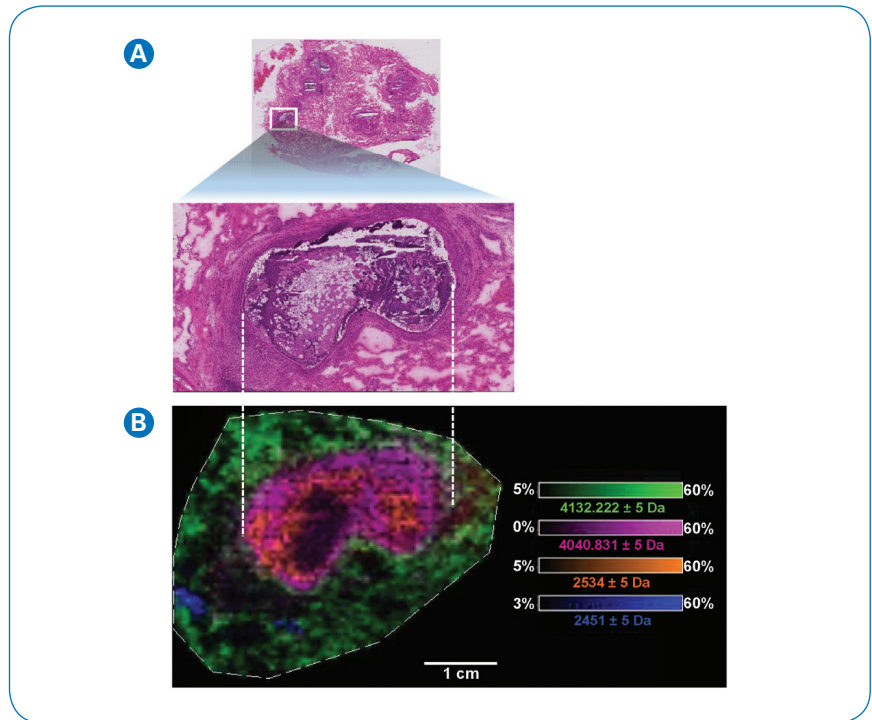 A
B
5% 60%
4132.222 ± 5 Da
0% 60%
4040.831 ± 5 Da
5% 60%
2534 ± 5 Da
3% 60%
2451 ± 5 Da
1 cm